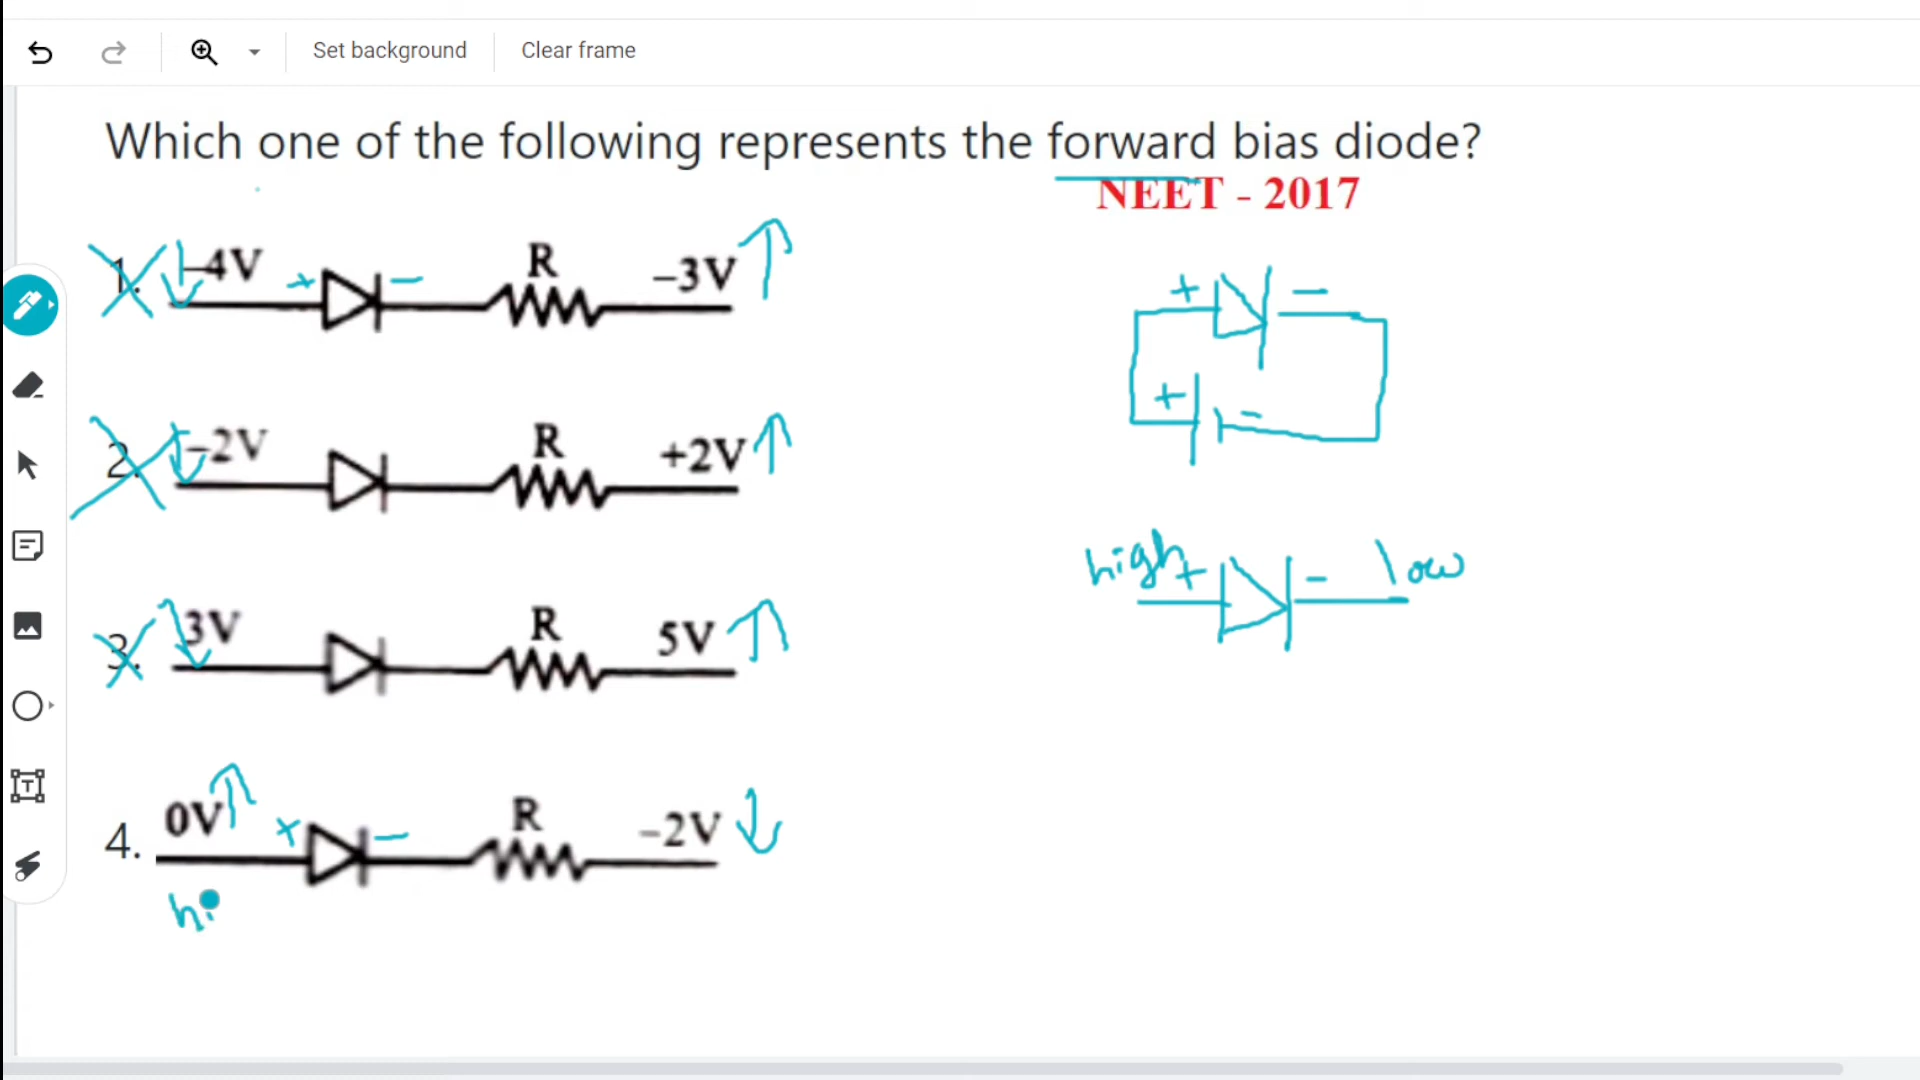 Set background Clear frame
Which one of the following represents the forward bias diode?
NEET - 2017
1. -4V + - R -3V
+ -
+ -
2. -2V R +2V
high + - low
3. 3V R 5V
4. 0V + - R -2V
hi
T